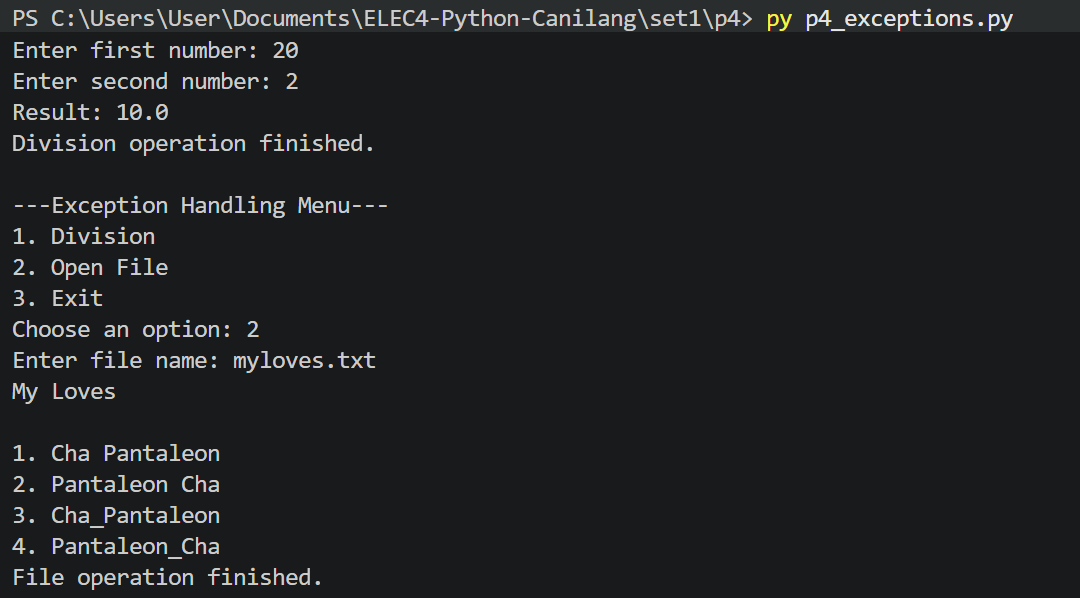 PS C:\Users\User\Documents\ELEC4-Python-Canilang\set1\p4> py p4_exceptions.py
Enter first number: 20
Enter second number: 2
Result: 10.0
Division operation finished.
---Exception Handling Menu---
1. Division
2. Open File
3. Exit
Choose an option: 2
Enter file name: myloves.txt
My Loves
1. Cha Pantaleon
2. Pantaleon Cha
3. Cha_Pantaleon
4. Pantaleon_Cha
File operation finished.